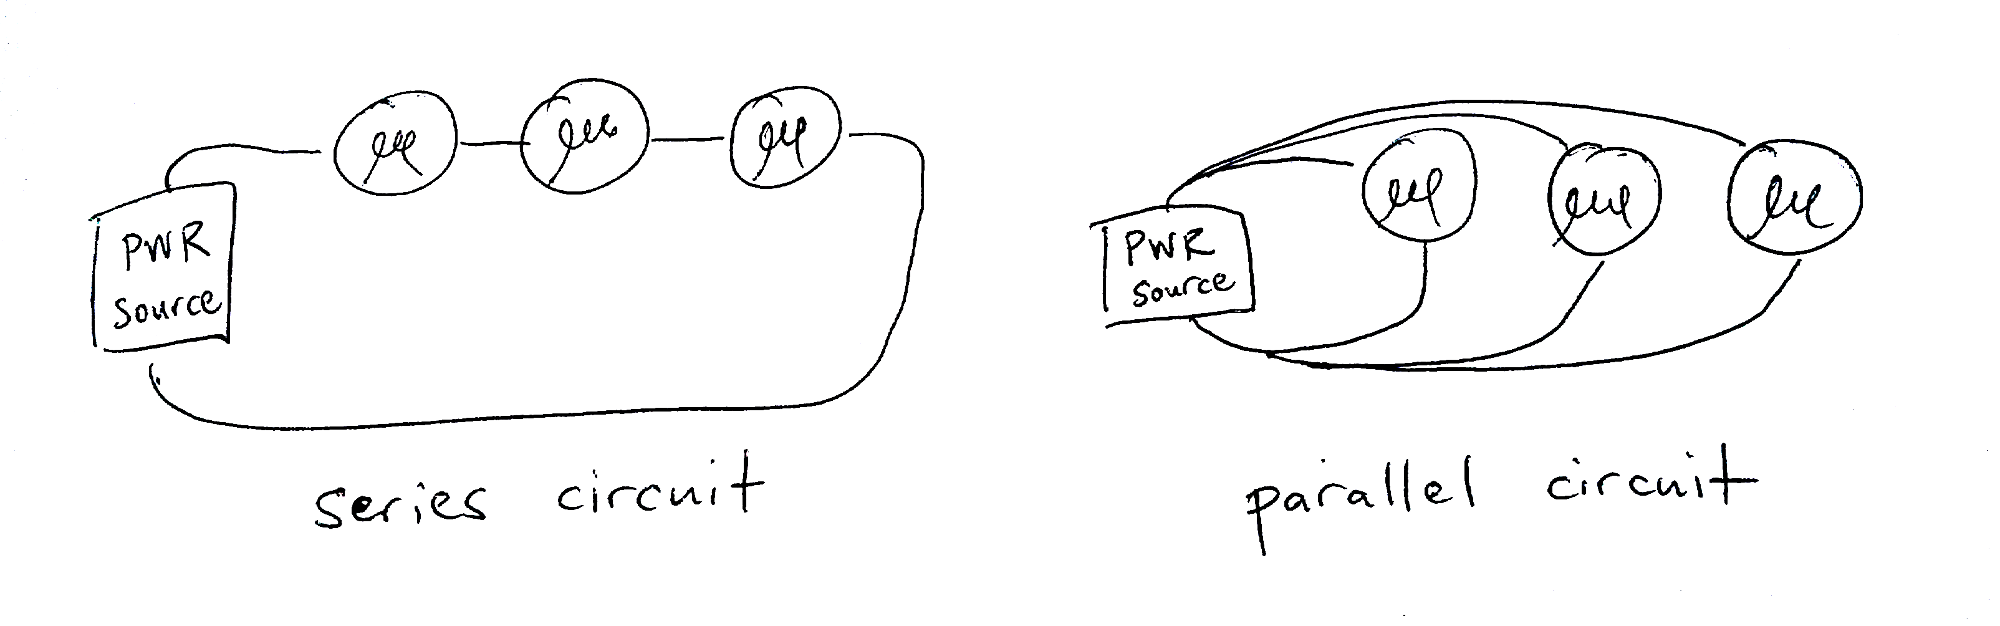 PWR
source
series circuit
PWR
source
parallel circuit